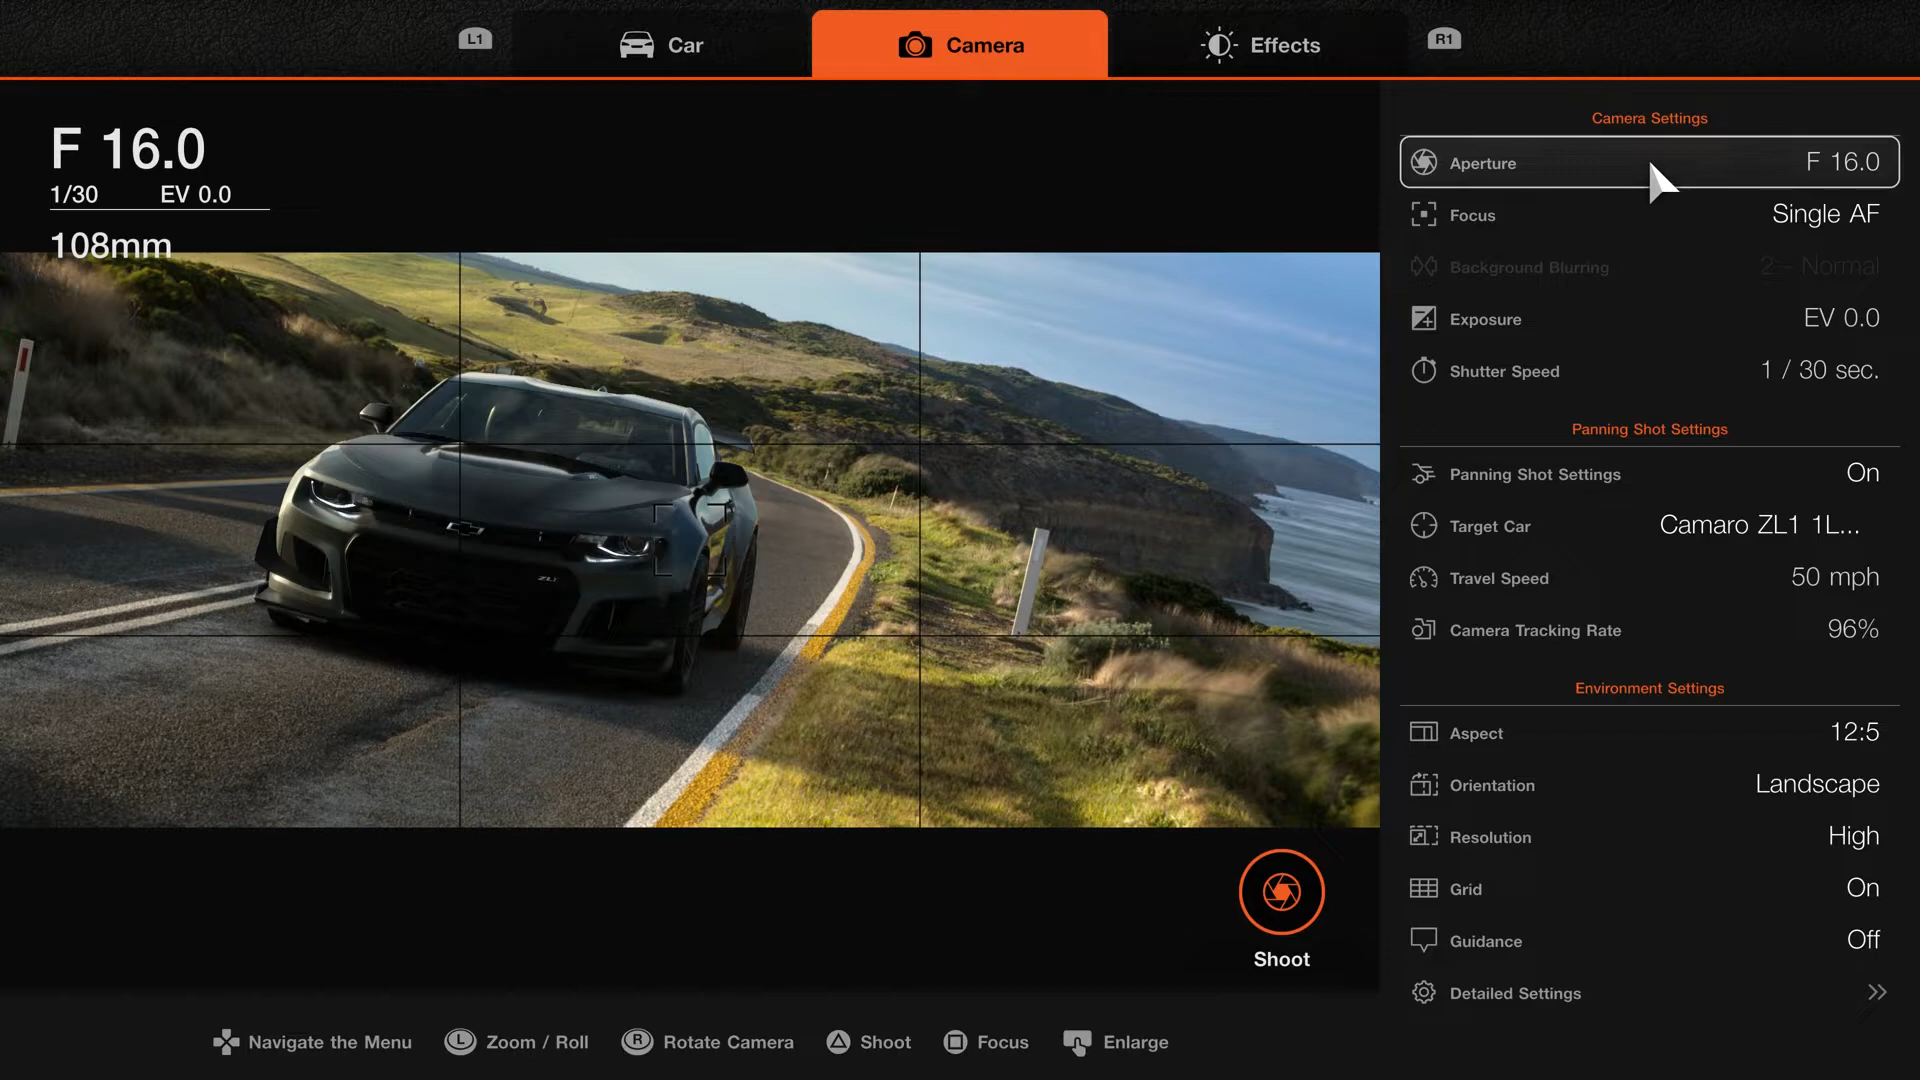 L1
Car
Camera
Effects
R1
F 16.0
1/30 EV 0.0
108mm
ZL1
Shoot
Camera Settings
Aperture F 16.0
Focus Single AF
Background Blurring 2 – Normal
Exposure EV 0.0
Shutter Speed 1 / 30 sec.
Panning Shot Settings
Panning Shot Settings On
Target Car Camaro ZL1 1L...
Travel Speed 50 mph
Camera Tracking Rate 96%
Environment Settings
Aspect 12:5
Orientation Landscape
Resolution High
Grid On
Guidance Off
Detailed Settings
Navigate the Menu L Zoom / Roll R Rotate Camera Shoot Focus Enlarge